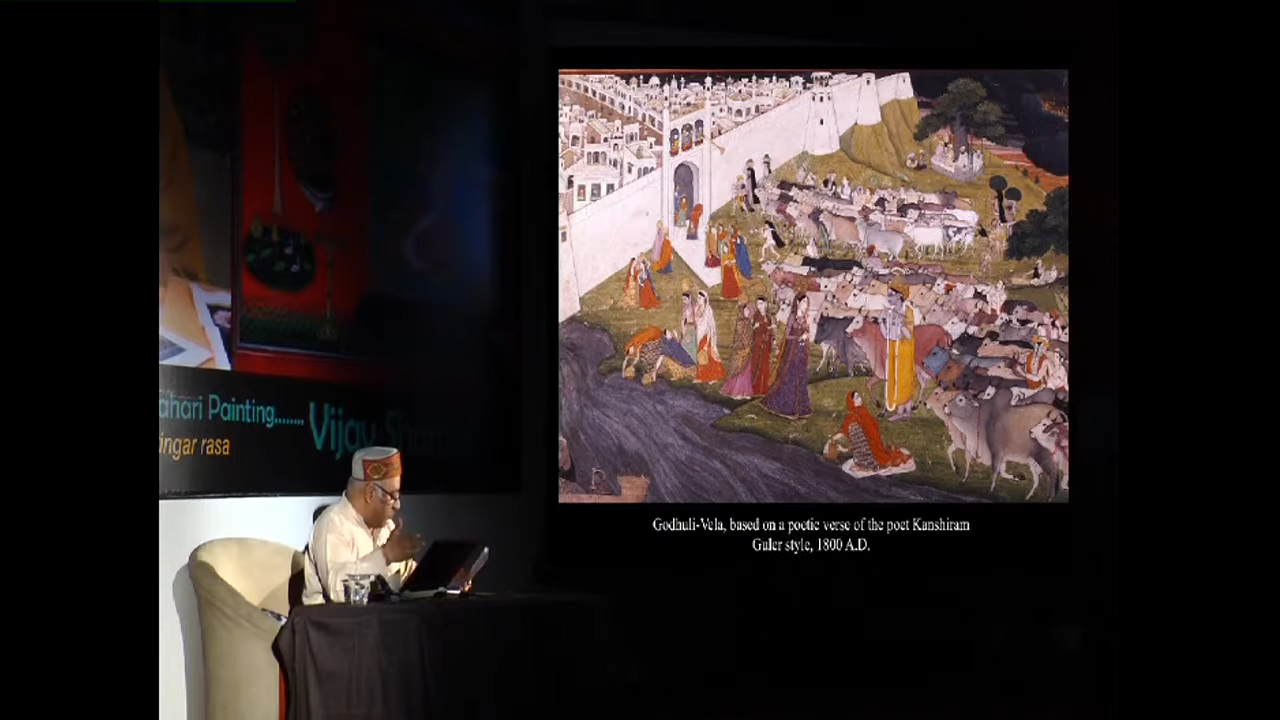 ahari Painting........ Vijay
ingar rasa
Godhuli-Vela, based on a poetic verse of the poet Kanshiram
Guler style, 1800 A.D.